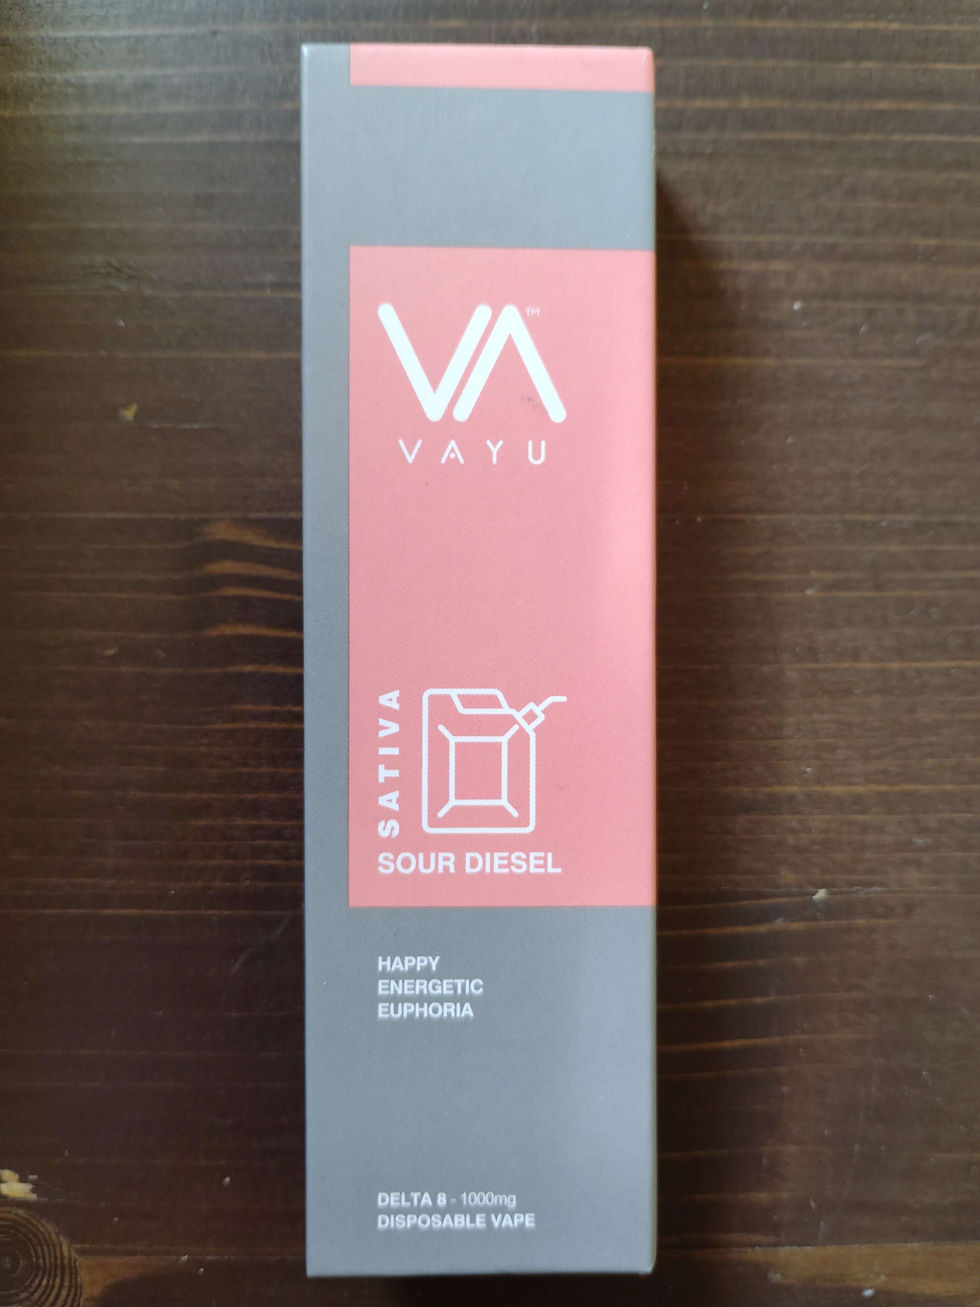 VA™
VAYU
SATIVA
SOUR DIESEL
HAPPY
ENERGETIC
EUPHORIA
DELTA 8 - 1000mg
DISPOSABLE VAPE